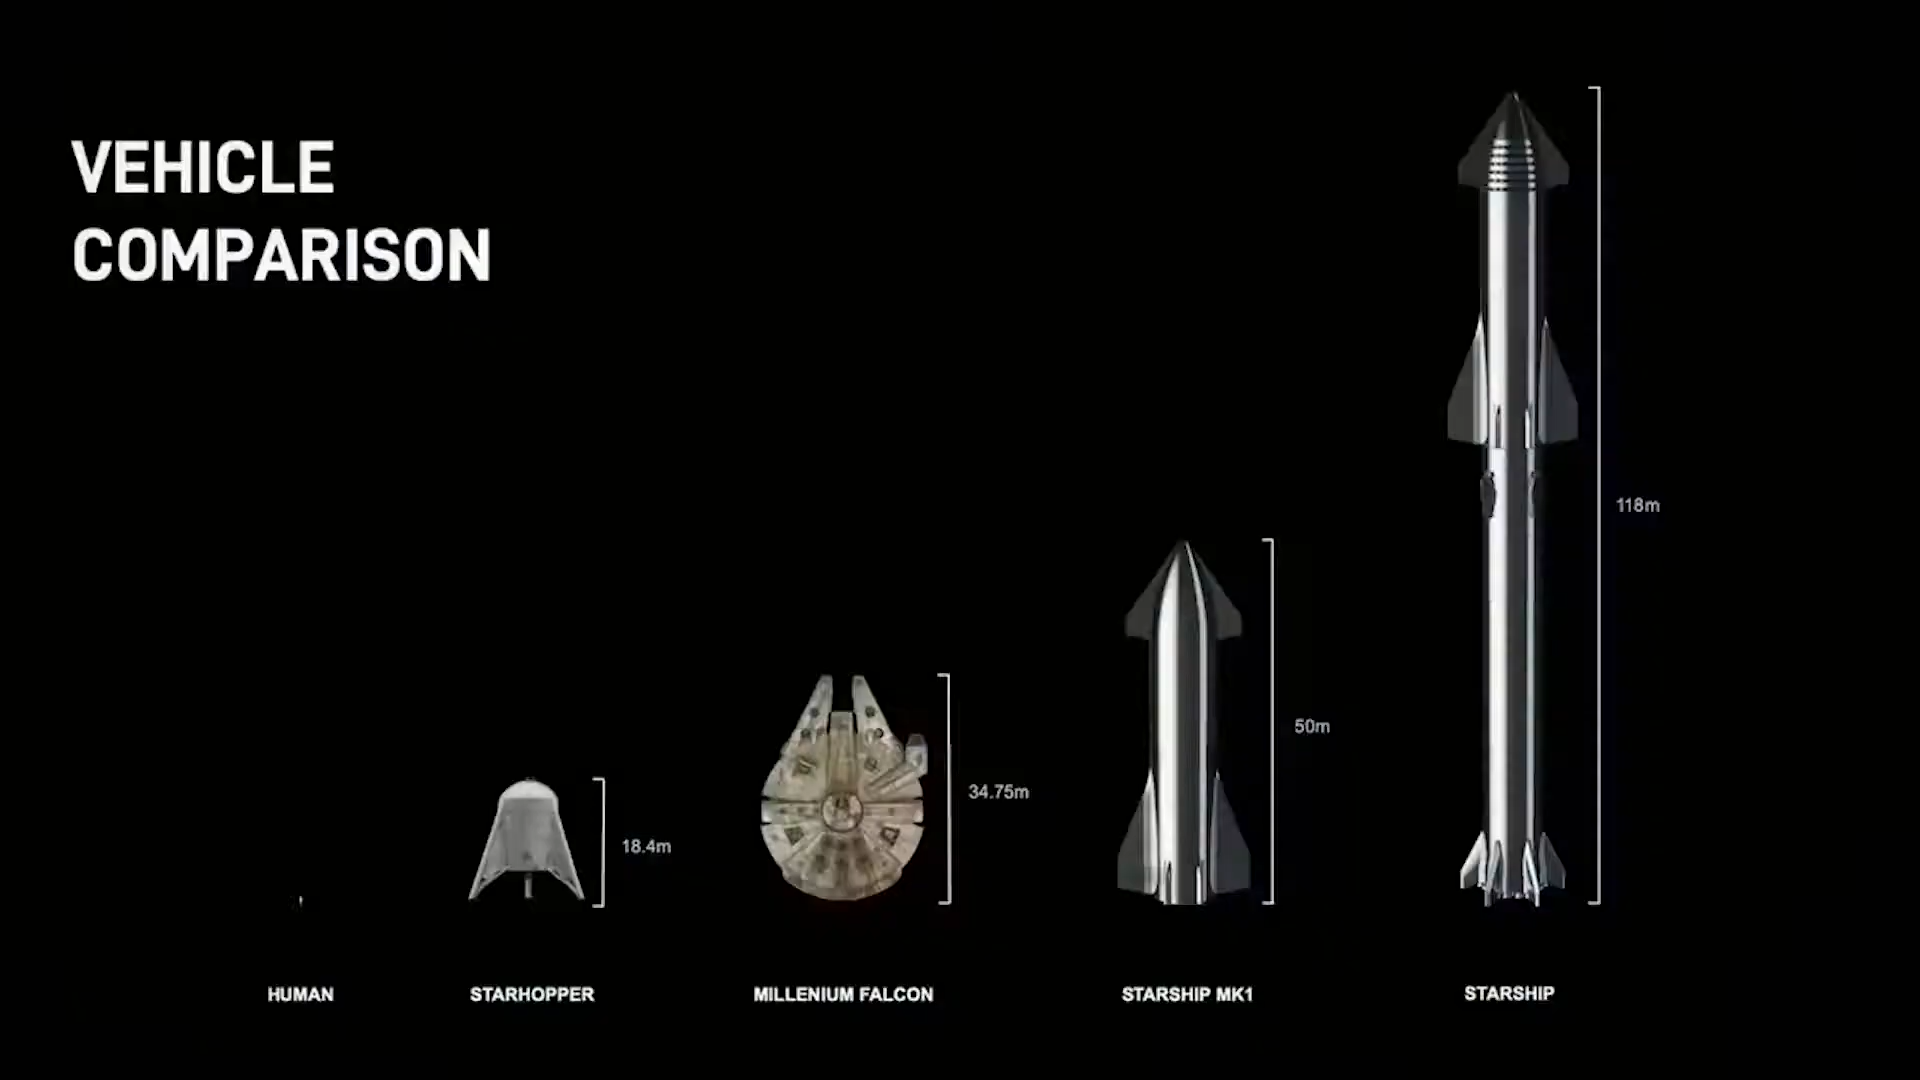 VEHICLE
COMPARISON
118m
50m
34.75m
18.4m
HUMAN
STARHOPPER
MILLENIUM FALCON
STARSHIP MK1
STARSHIP